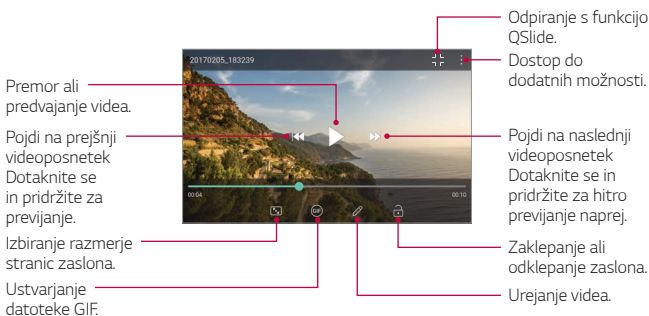 Odpiranje s funkcijo
QSlide.
Dostop do
dodatnih možnosti.
20170205_183239
Premor ali
predvajanje videa.
Pojdi na prejšnji
videoposnetek
Dotaknite se
in pridržite za
previjanje.
Pojdi na naslednji
videoposnetek
Dotaknite se in
pridržite za hitro
previjanje naprej.
00:04
00:10
GIF
Izbiranje razmerje
stranic zaslona.
Ustvarjanje
datoteke GIF.
Zaklepanje ali
odklepanje zaslona.
Urejanje videa.